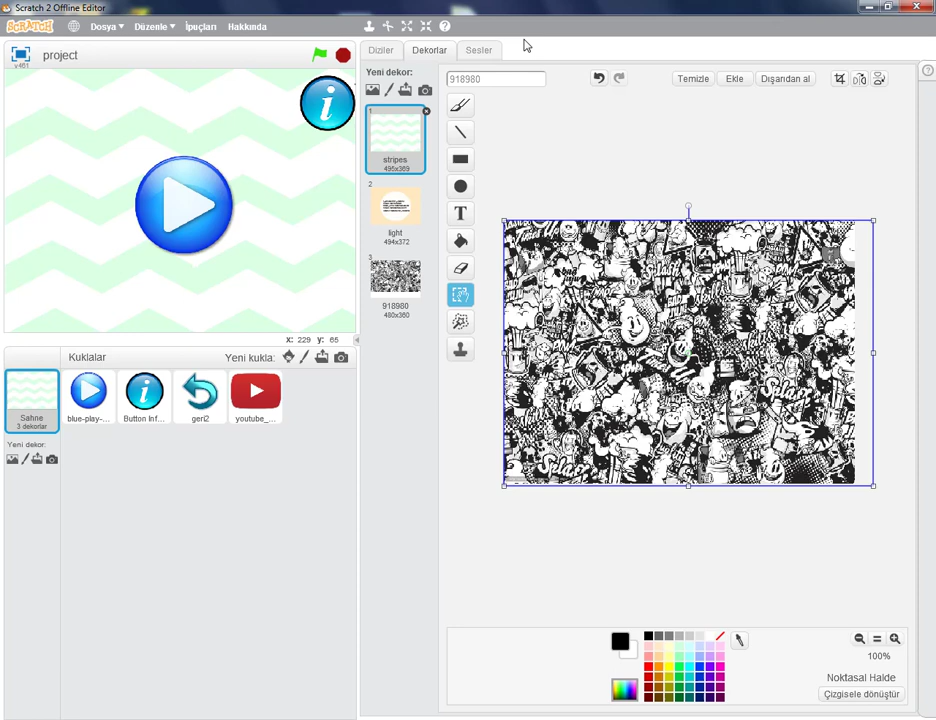 Scratch 2 Offline Editor
SCRATCH Dosya▼ Düzenle▼ İpuçları Hakkında
project
v461
Diziler Dekorlar Sesler
Yeni dekor:
918980
Temizle Ekle Dışarıdan al
1
stripes
495x369
2
light
494x372
3
918980
480x360
T
x: 229 y: 65
Kuklalar Yeni kukla:
Sahne
3 dekorlar
Yeni dekor:
blue-play-... Button Inf... geri2 youtube_...
100%
Noktasal Halde
Çizgisele dönüştür